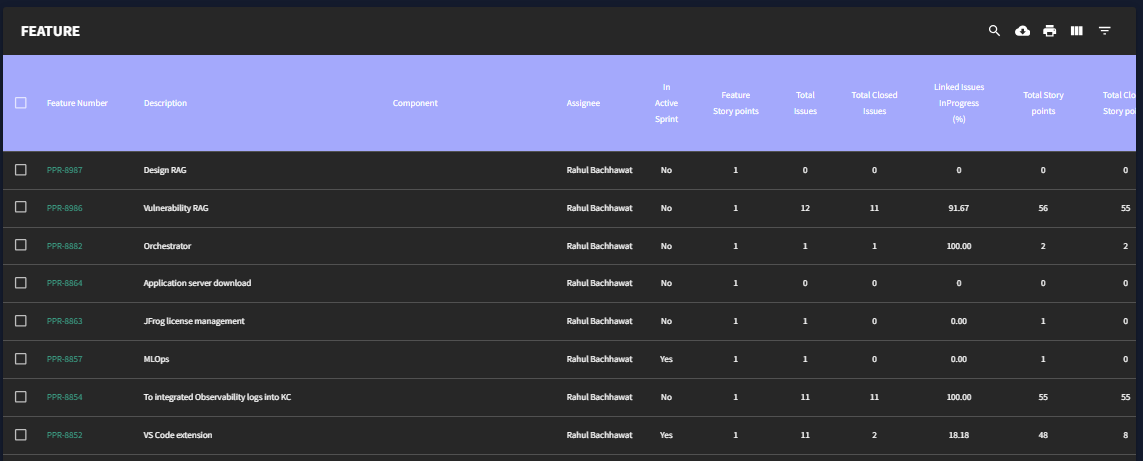 FEATURE
Feature Number Description Component Assignee In Active Sprint Feature Story points Total Issues Total Closed Issues Linked Issues InProgress (%) Total Story points Total Clo Story po
PPR-8987 Design RAG Rahul Bachhawat No 1 0 0 0 0 0
PPR-8986 Vulnerability RAG Rahul Bachhawat No 1 12 11 91.67 56 55
PPR-8882 Orchestrator Rahul Bachhawat No 1 1 1 100.00 2 2
PPR-8864 Application server download Rahul Bachhawat No 1 0 0 0 0 0
PPR-8863 JFrog license management Rahul Bachhawat No 1 1 0 0.00 1 0
PPR-8857 MLOps Rahul Bachhawat Yes 1 1 0 0.00 1 0
PPR-8854 To integrated Observability logs into KC Rahul Bachhawat No 1 11 11 100.00 55 55
PPR-8852 VS Code extension Rahul Bachhawat Yes 1 11 2 18.18 48 8